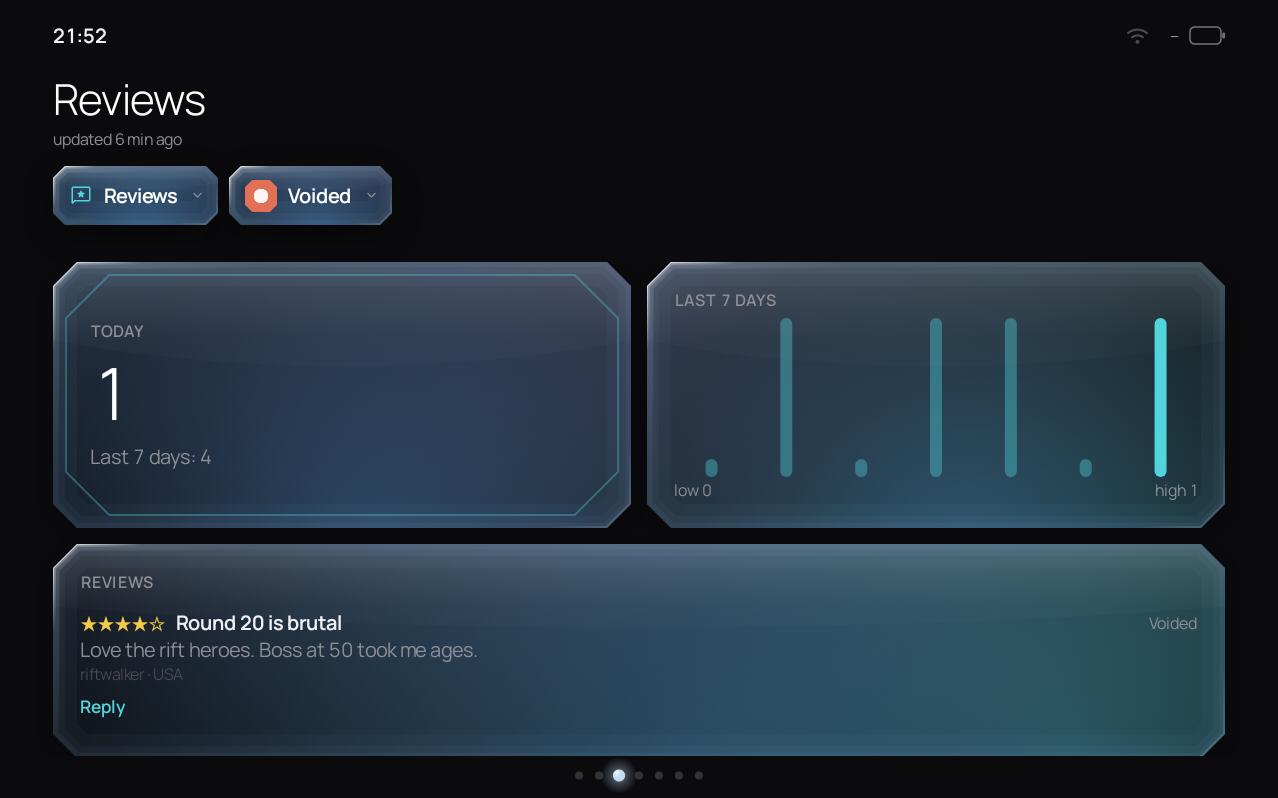 21:52
–
Reviews
updated 6 min ago
Reviews
Voided
TODAY
1
Last 7 days: 4
LAST 7 DAYS
low 0
high 1
REVIEWS
★★★★☆ Round 20 is brutal
Voided
Love the rift heroes. Boss at 50 took me ages.
riftwalker · USA
Reply